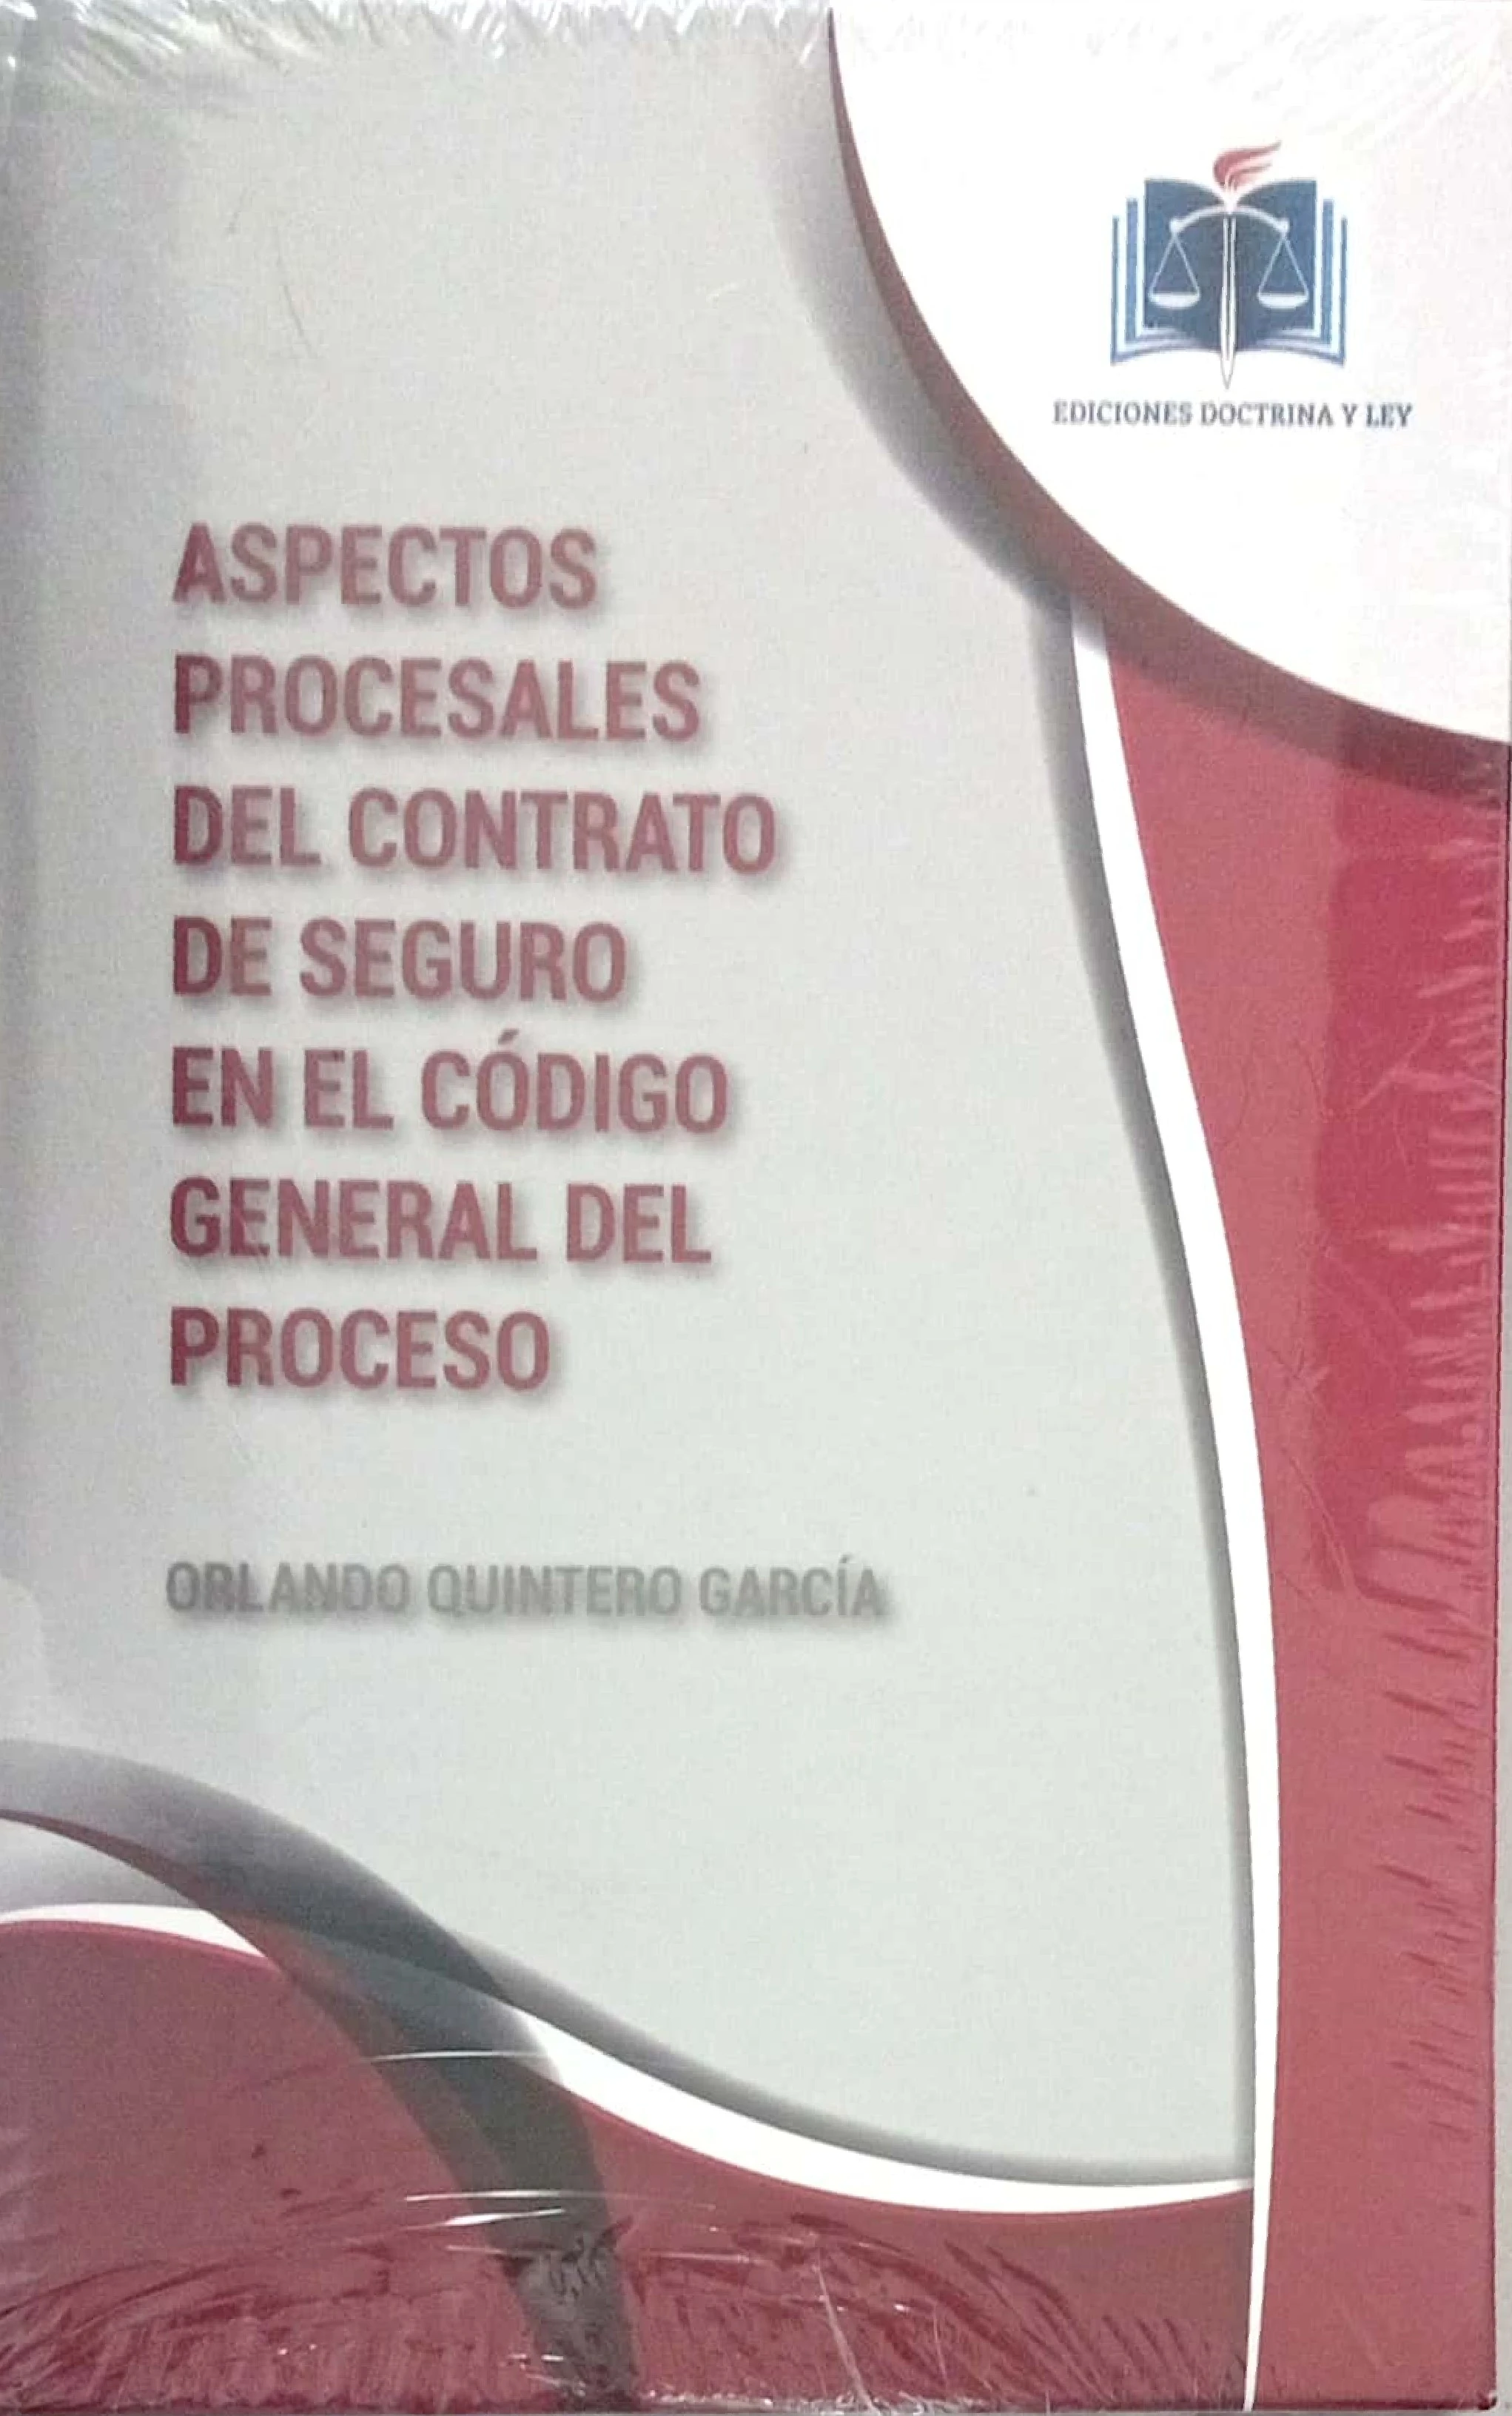 EDICIONES DOCTRINA Y LEY
ASPECTOS
PROCESALES
DEL CONTRATO
DE SEGURO
EN EL CÓDIGO
GENERAL DEL
PROCESO
ORLANDO QUINTERO GARCÍA